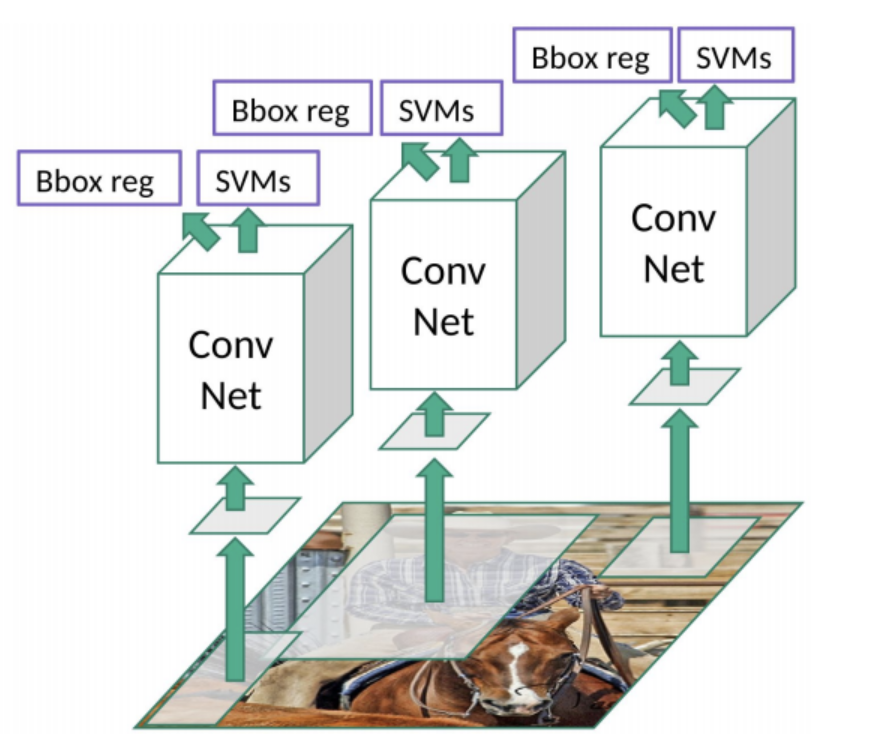 Bbox reg SVMs
Bbox reg SVMs
Bbox reg SVMs
Conv
Net
Conv
Net
Conv
Net